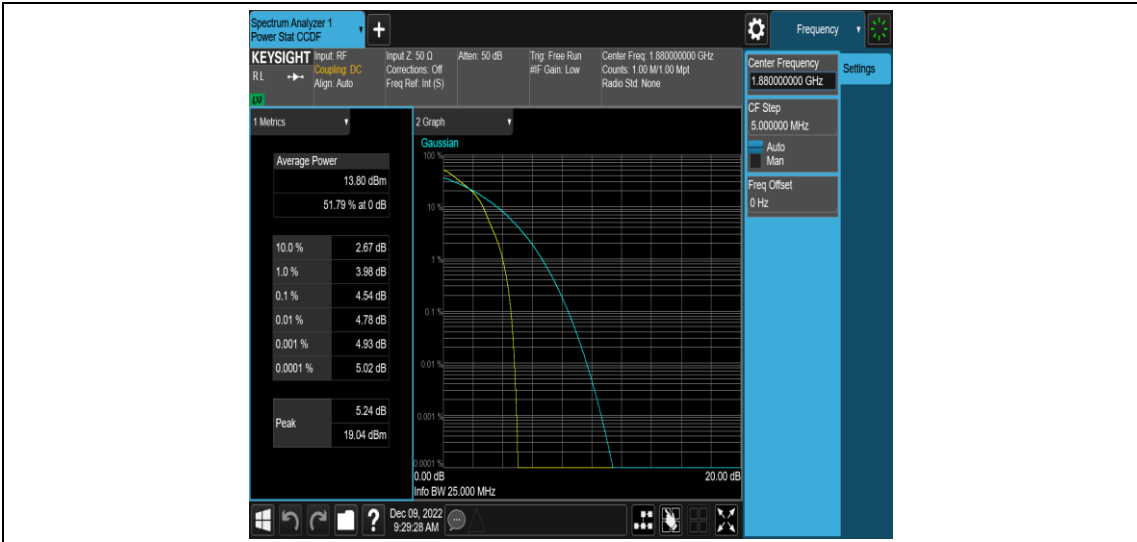 Spectrum Analyzer 1
Power Stat CCDF
+
Frequency
KEYSIGHT
RL
LXI
Input: RF
Coupling: DC
Align: Auto
Input Z: 50 Ω
Corrections: Off
Freq Ref: Int (S)
Atten: 50 dB
Trig: Free Run
#IF Gain: Low
Center Freq: 1.880000000 GHz
Counts: 1.00 M/1.00 Mpt
Radio Std: None
Center Frequency
1.880000000 GHz
Settings
CF Step
5.000000 MHz
Auto
Man
Freq Offset
0 Hz
1 Metrics
Average Power
13.80 dBm
51.79 % at 0 dB
10.0 % 2.67 dB
1.0 % 3.98 dB
0.1 % 4.54 dB
0.01 % 4.78 dB
0.001 % 4.93 dB
0.0001 % 5.02 dB
Peak
5.24 dB
19.04 dBm
2 Graph
Gaussian
100 %
10 %
1 %
0.1 %
0.01 %
0.001 %
0.0001 %
0.00 dB 20.00 dB
Info BW 25.000 MHz
?
Dec 09, 2022
9:29:28 AM